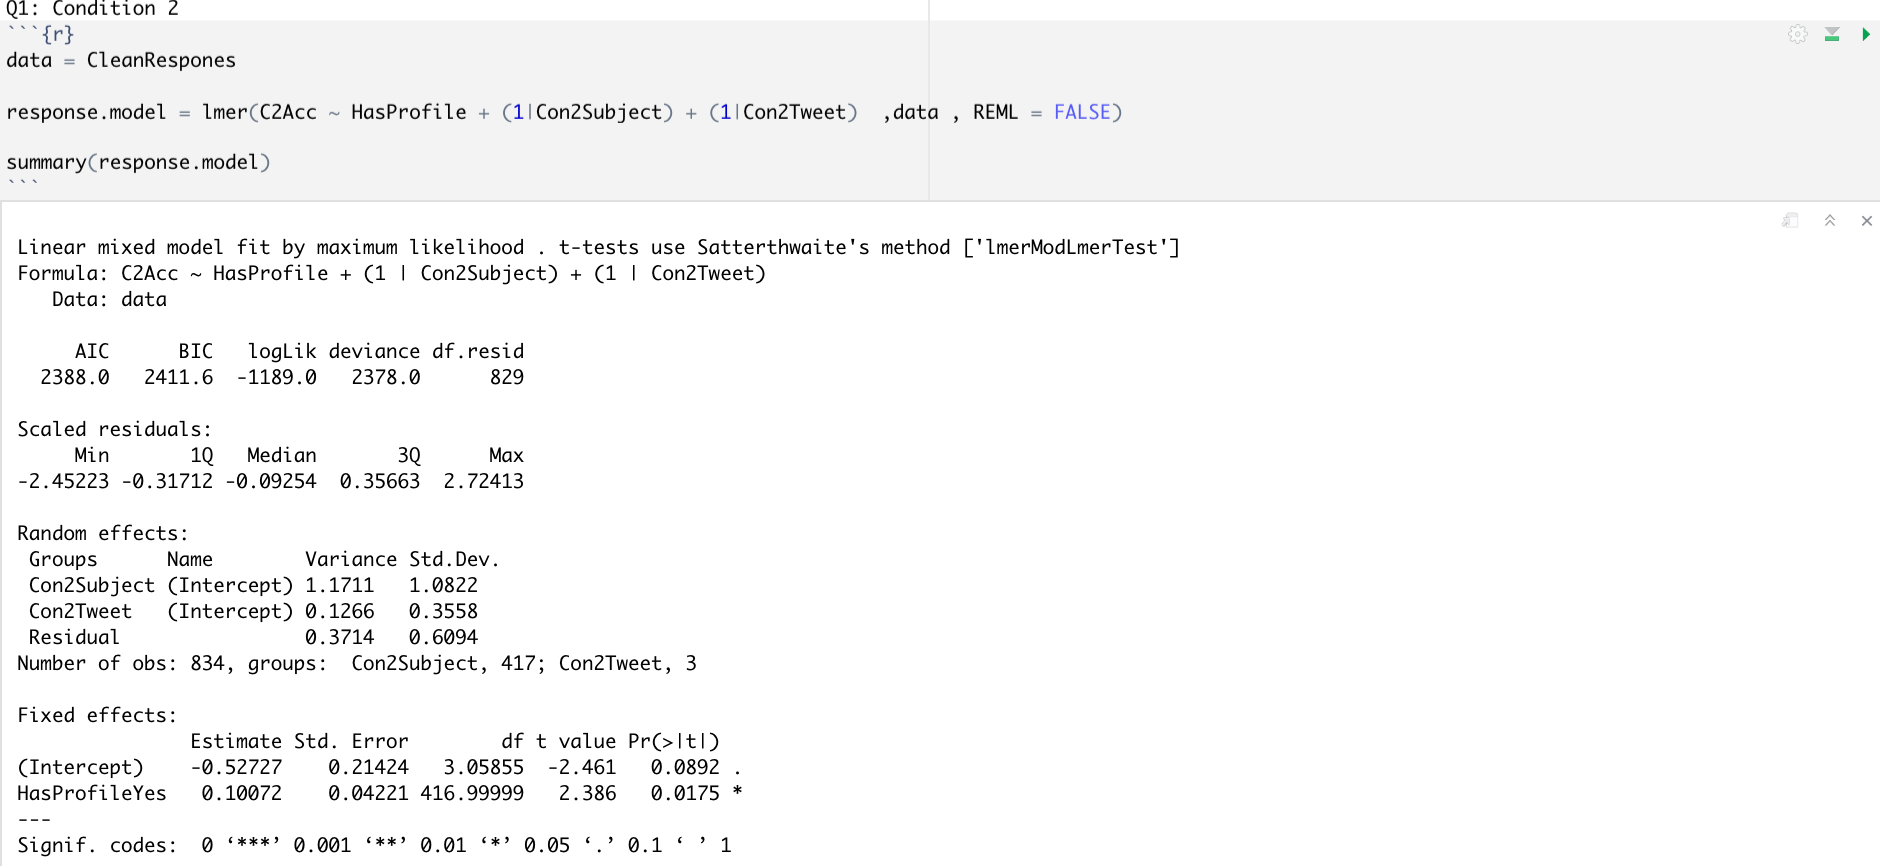 Q1: Condition 2
```{r}
data = CleanRespones
response.model = lmer(C2Acc ~ HasProfile + (1|Con2Subject) + (1|Con2Tweet)  ,data , REML = FALSE)
summary(response.model)
```
Linear mixed model fit by maximum likelihood . t-tests use Satterthwaite's method ['lmerModLmerTest']
Formula: C2Acc ~ HasProfile + (1 | Con2Subject) + (1 | Con2Tweet)
   Data: data
     AIC      BIC   logLik deviance df.resid
  2388.0   2411.6  -1189.0   2378.0      829
Scaled residuals:
     Min       1Q   Median       3Q      Max
-2.45223 -0.31712 -0.09254  0.35663  2.72413
Random effects:
 Groups      Name        Variance Std.Dev.
 Con2Subject (Intercept) 1.1711   1.0822
 Con2Tweet   (Intercept) 0.1266   0.3558
 Residual                0.3714   0.6094
Number of obs: 834, groups:  Con2Subject, 417; Con2Tweet, 3
Fixed effects:
               Estimate Std. Error        df t value Pr(>|t|)
(Intercept)    -0.52727    0.21424   3.05855  -2.461   0.0892 .
HasProfileYes   0.10072    0.04221 416.99999   2.386   0.0175 *
---
Signif. codes:  0 ‘***’ 0.001 ‘**’ 0.01 ‘*’ 0.05 ‘.’ 0.1 ‘ ’ 1